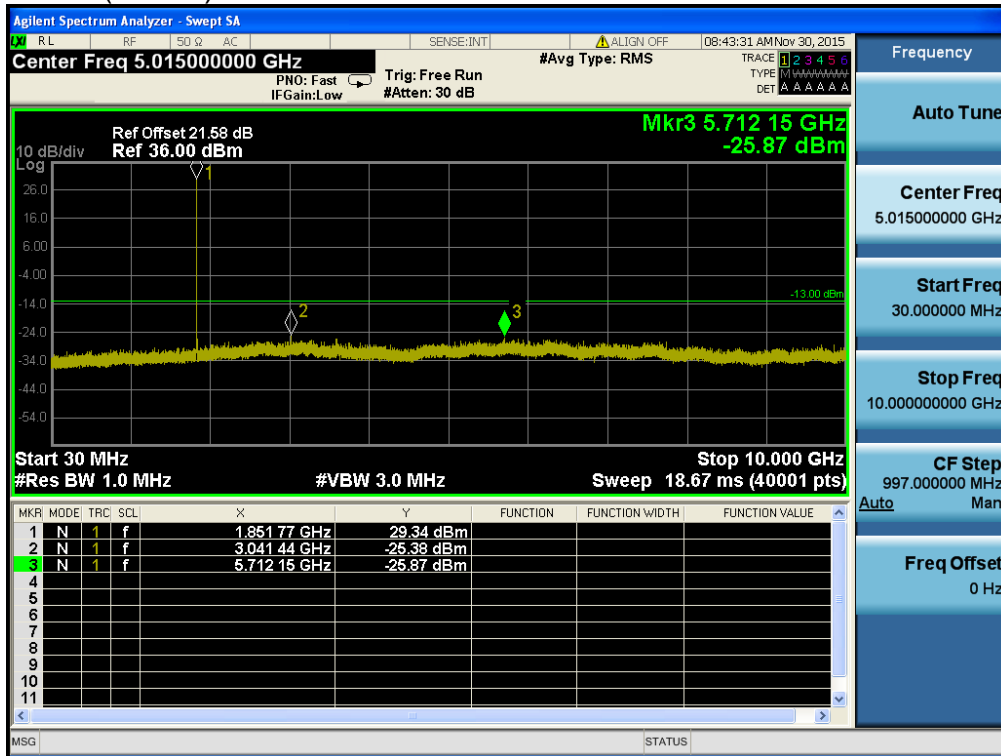 Agilent Spectrum Analyzer - Swept SA
LXI RL RF 50 Ω AC SENSE:INT ALIGN OFF 08:43:31 AM Nov 30, 2015
Center Freq 5.015000000 GHz
PNO: Fast
IFGain:Low
Trig: Free Run
#Atten: 30 dB
#Avg Type: RMS
TRACE 1 2 3 4 5 6
TYPE M WWWWW
DET A A A A A A
Mkr3 5.712 15 GHz
-25.87 dBm
Ref Offset 21.58 dB
10 dB/div Ref 36.00 dBm
Log
1
26.0
16.0
6.00
-4.00
-13.00 dBm
-14.0
2
3
-24.0
-34.0
-44.0
-54.0
Start 30 MHz Stop 10.000 GHz
#Res BW 1.0 MHz #VBW 3.0 MHz Sweep 18.67 ms (40001 pts)
MKR MODE TRC SCL X Y FUNCTION FUNCTION WIDTH FUNCTION VALUE
1 N 1 f 1.851 77 GHz 29.34 dBm
2 N 1 f 3.041 44 GHz -25.38 dBm
3 N 1 f 5.712 15 GHz -25.87 dBm
4
5
6
7
8
9
10
11
MSG STATUS
Frequency
Auto Tune
Center Freq
5.015000000 GHz
Start Freq
30.000000 MHz
Stop Freq
10.000000000 GHz
CF Step
997.000000 MHz
Auto Man
Freq Offset
0 Hz